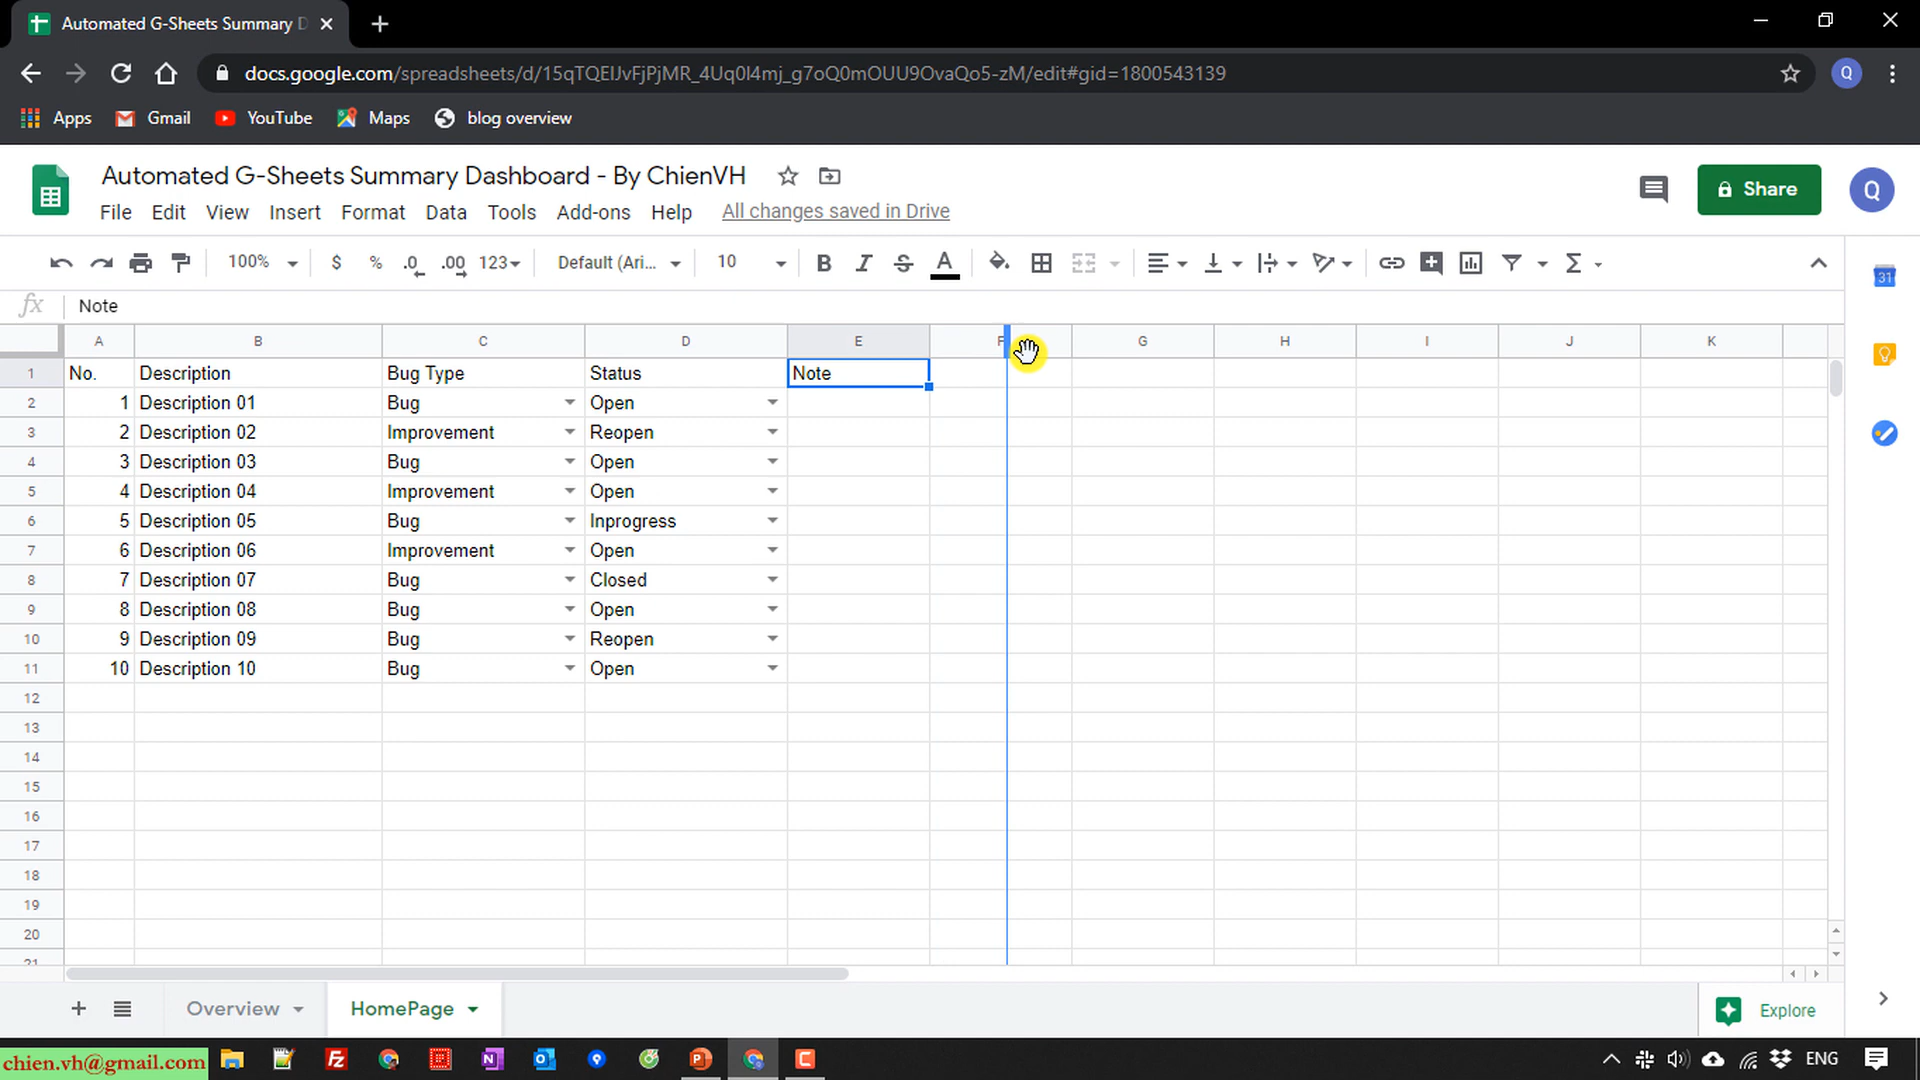 Automated G-Sheets Summary D
docs.google.com/spreadsheets/d/15qTQEIJvFjPjMR_4Uq0l4mj_g7oQ0mOUU9OvaQo5-zM/edit#gid=1800543139
Q
Apps Gmail YouTube Maps blog overview
Automated G-Sheets Summary Dashboard - By ChienVH
Share
Q
File Edit View Insert Format Data Tools Add-ons Help All changes saved in Drive
100% $ % .0 .00 123 Default (Ari... 10 B I S A Σ
31
fx Note
A B C D E F G H I J K
1 No. Description Bug Type Status Note
2 1 Description 01 Bug Open
3 2 Description 02 Improvement Reopen
4 3 Description 03 Bug Open
5 4 Description 04 Improvement Open
6 5 Description 05 Bug Inprogress
7 6 Description 06 Improvement Open
8 7 Description 07 Bug Closed
9 8 Description 08 Bug Open
10 9 Description 09 Bug Reopen
11 10 Description 10 Bug Open
12
13
14
15
16
17
18
19
20
21
Overview HomePage Explore
chien.vh@gmail.com ENG